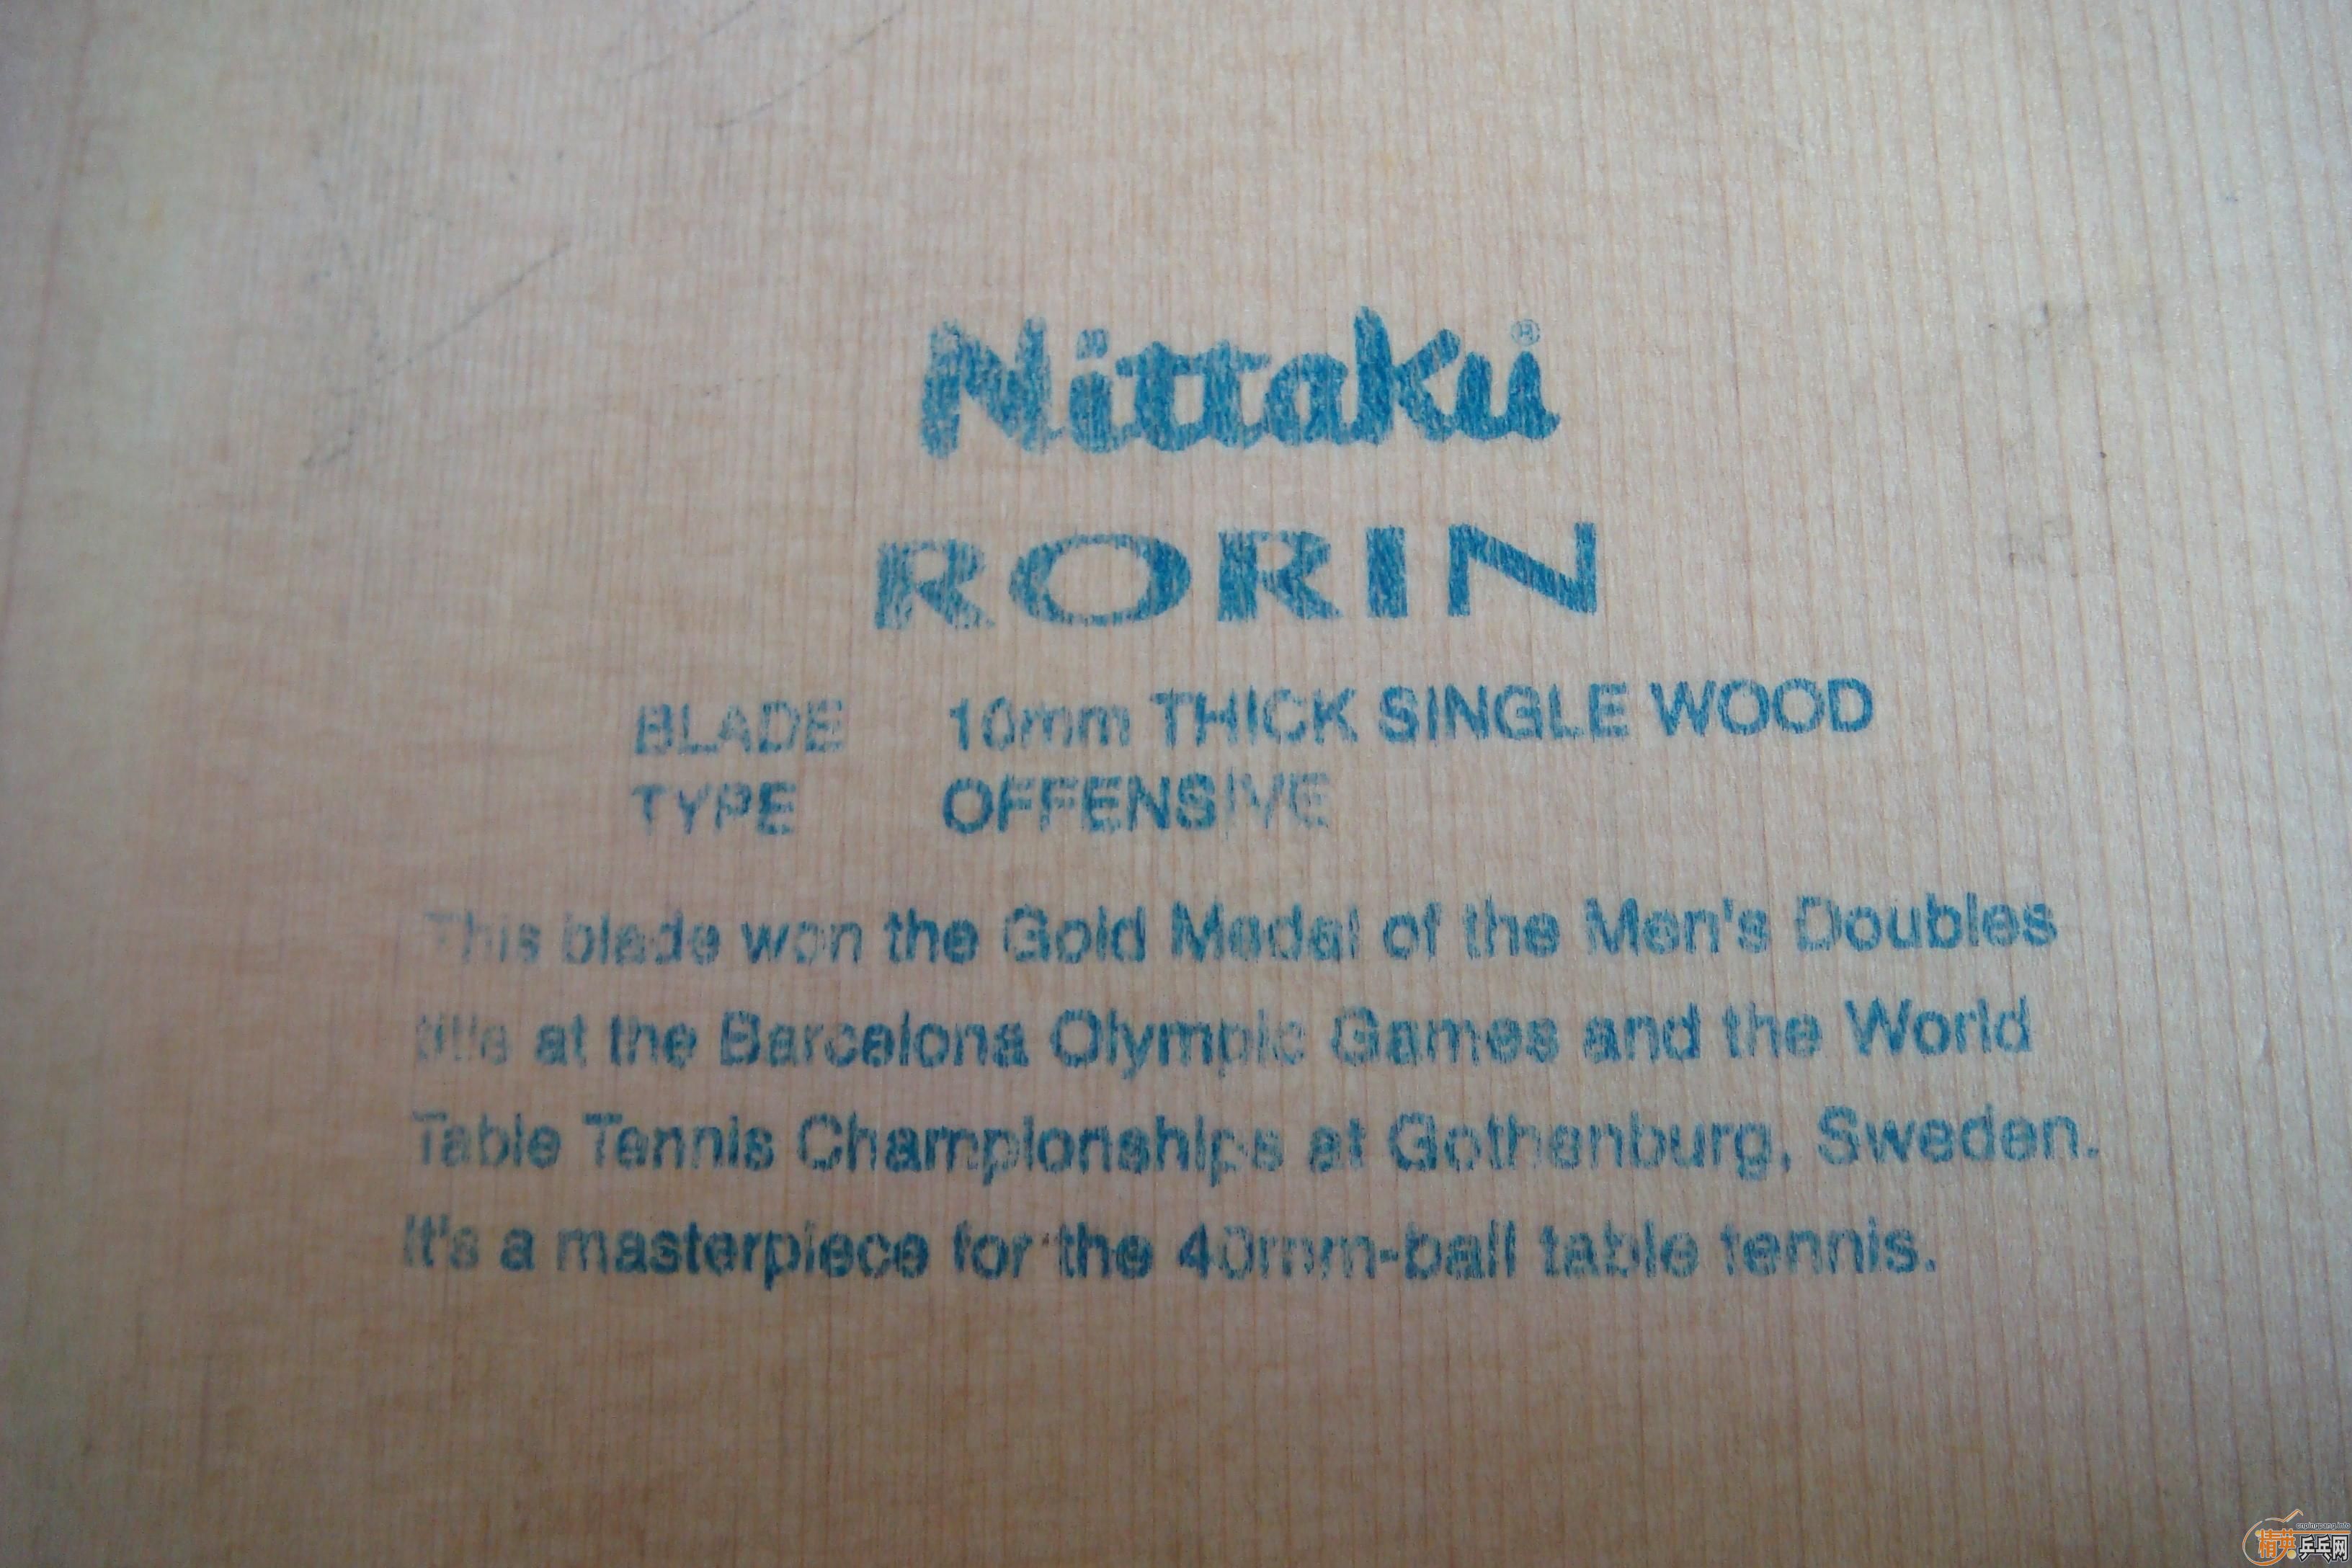 Nittaku®
RORIN
BLADE 10mm THICK SINGLE WOOD
TYPE OFFENSIVE
This blade won the Gold Medal of the Men's Doubles
title at the Barcelona Olympic Games and the World
Table Tennis Championships at Gothenburg, Sweden.
It's a masterpiece for the 40mm-ball table tennis.
cnpingpang.info
精英乒乓网